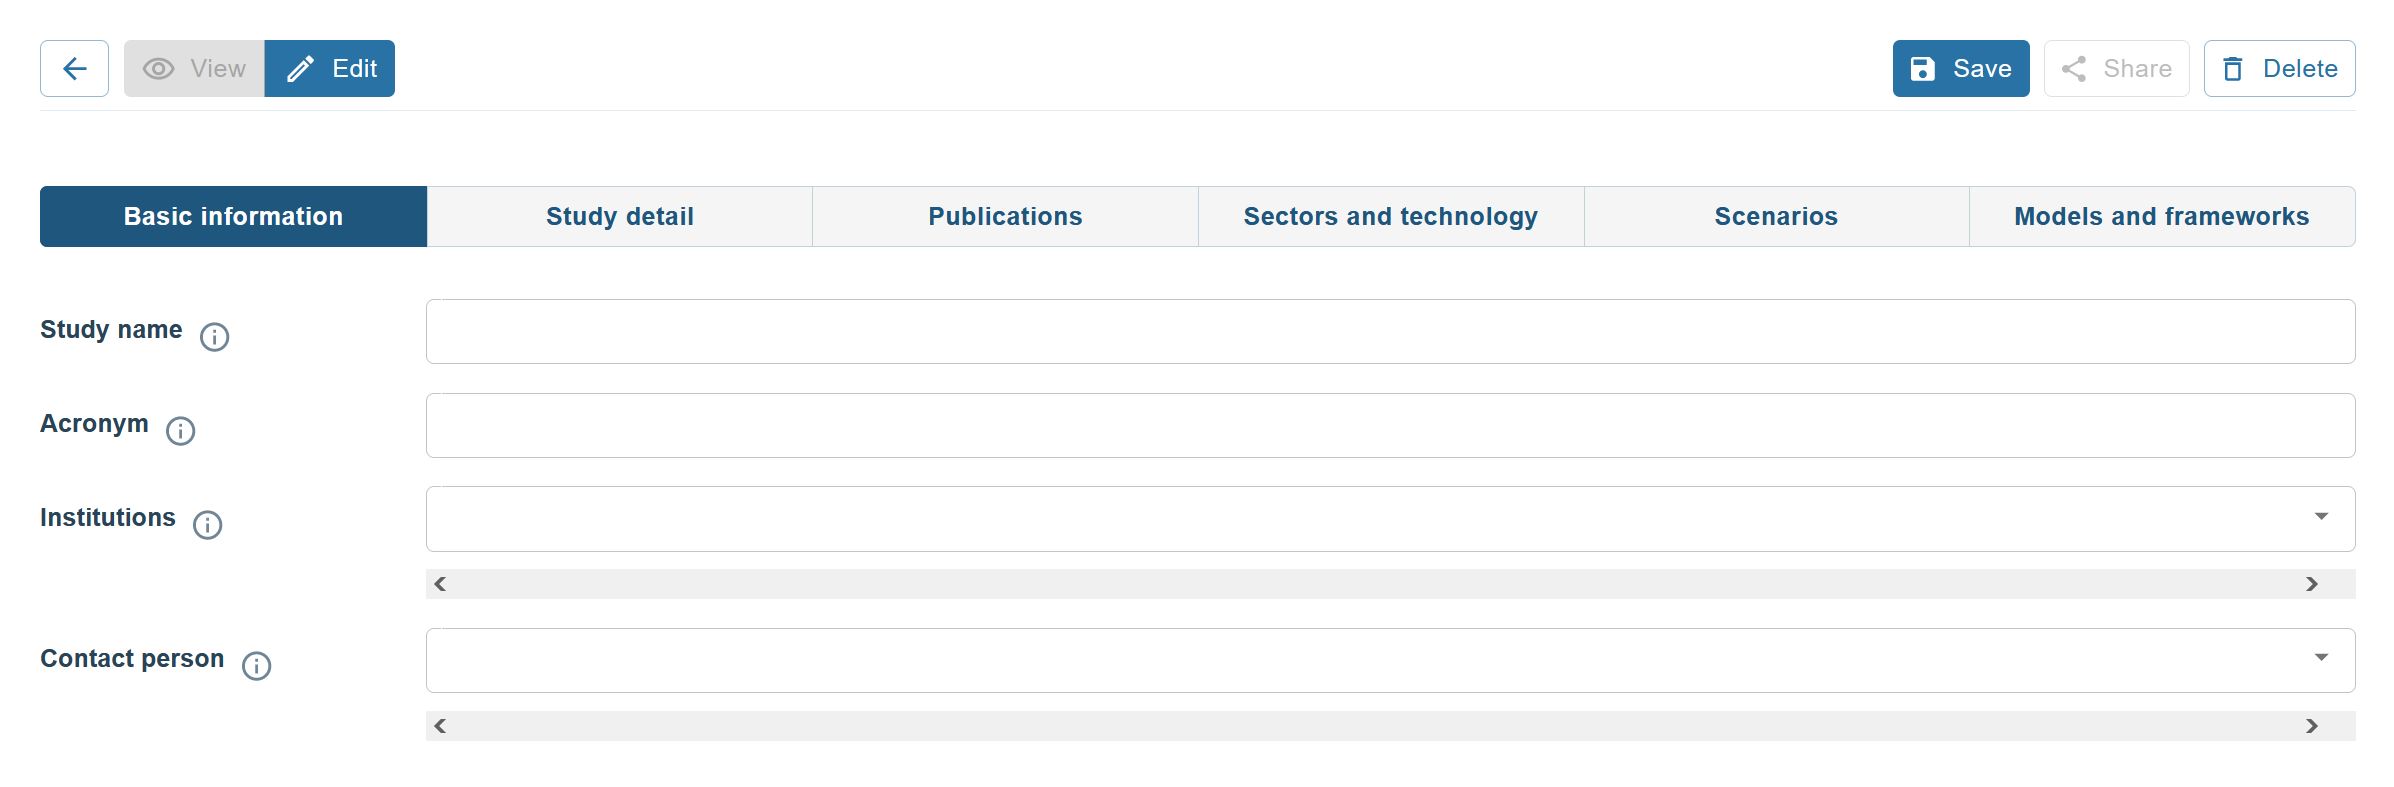 View Edit Save Share Delete
Basic information Study detail Publications Sectors and technology Scenarios Models and frameworks
Study name
Acronym
Institutions
Contact person